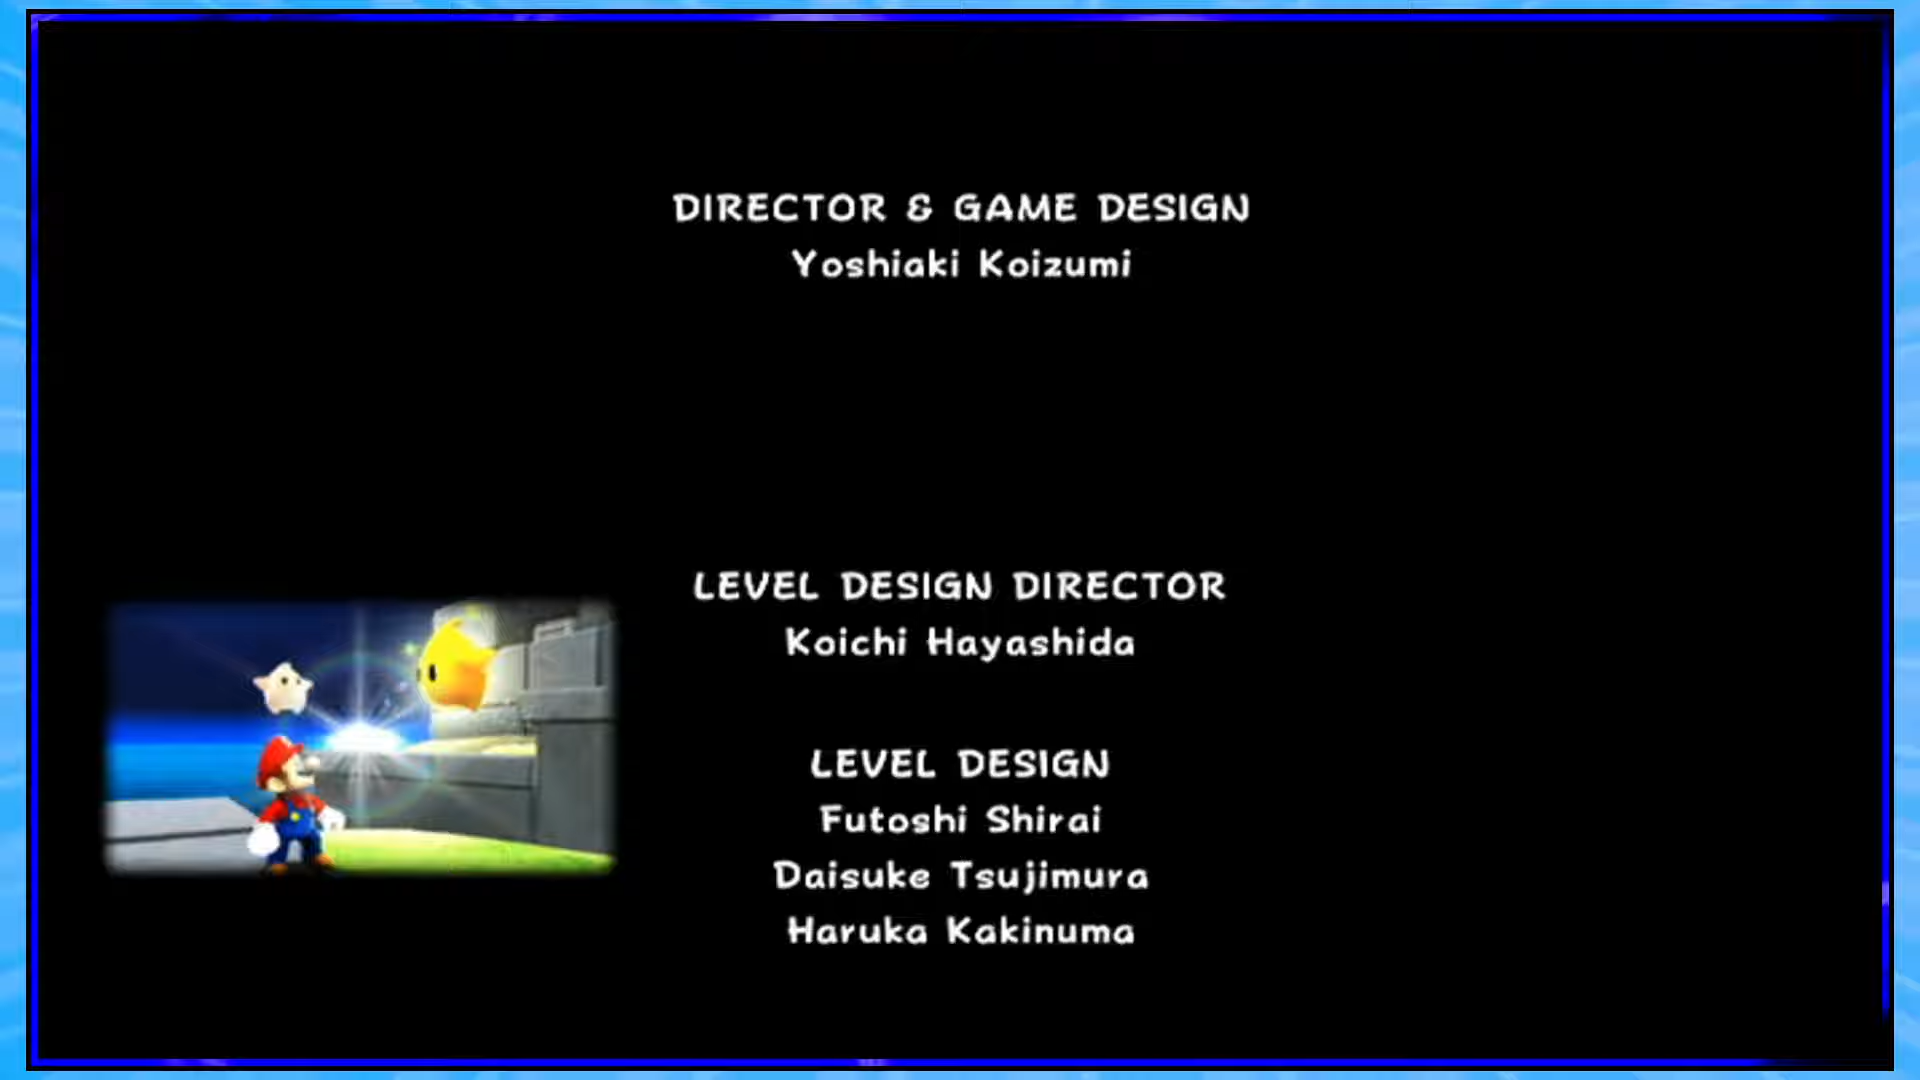 DIRECTOR & GAME DESIGN
Yoshiaki Koizumi
LEVEL DESIGN DIRECTOR
Koichi Hayashida
LEVEL DESIGN
Futoshi Shirai
Daisuke Tsujimura
Haruka Kakinuma